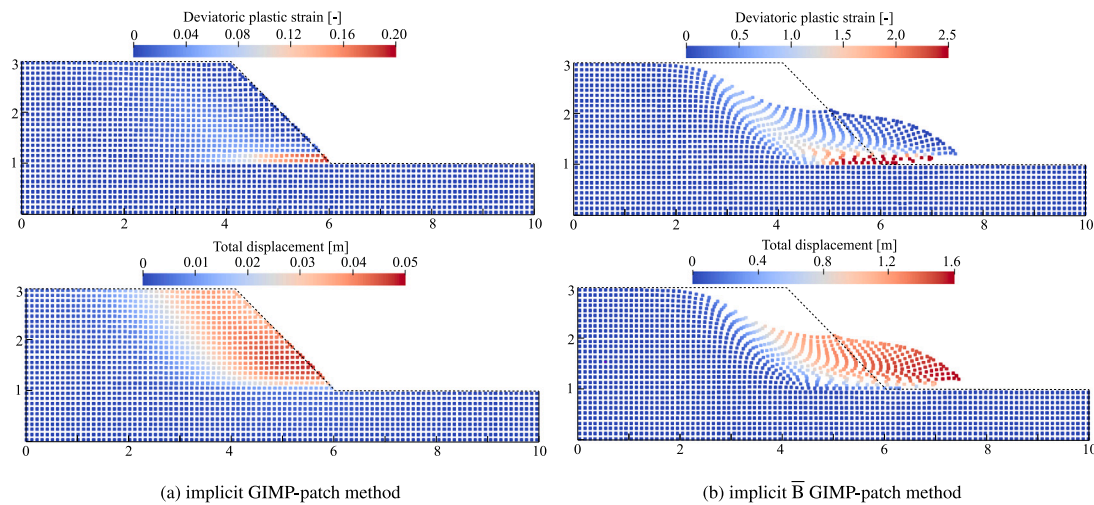 Deviatoric plastic strain [-]
0 0.04 0.08 0.12 0.16 0.20
3
2
1
0 2 4 6 8 10
Total displacement [m]
0 0.01 0.02 0.03 0.04 0.05
3
2
1
0 2 4 6 8 10
(a) implicit GIMP-patch method
Deviatoric plastic strain [-]
0 0.5 1.0 1.5 2.0 2.5
3
2
1
0 2 4 6 8 10
Total displacement [m]
0 0.4 0.8 1.2 1.6
3
2
1
0 2 4 6 8 10
(b) implicit B̅ GIMP-patch method